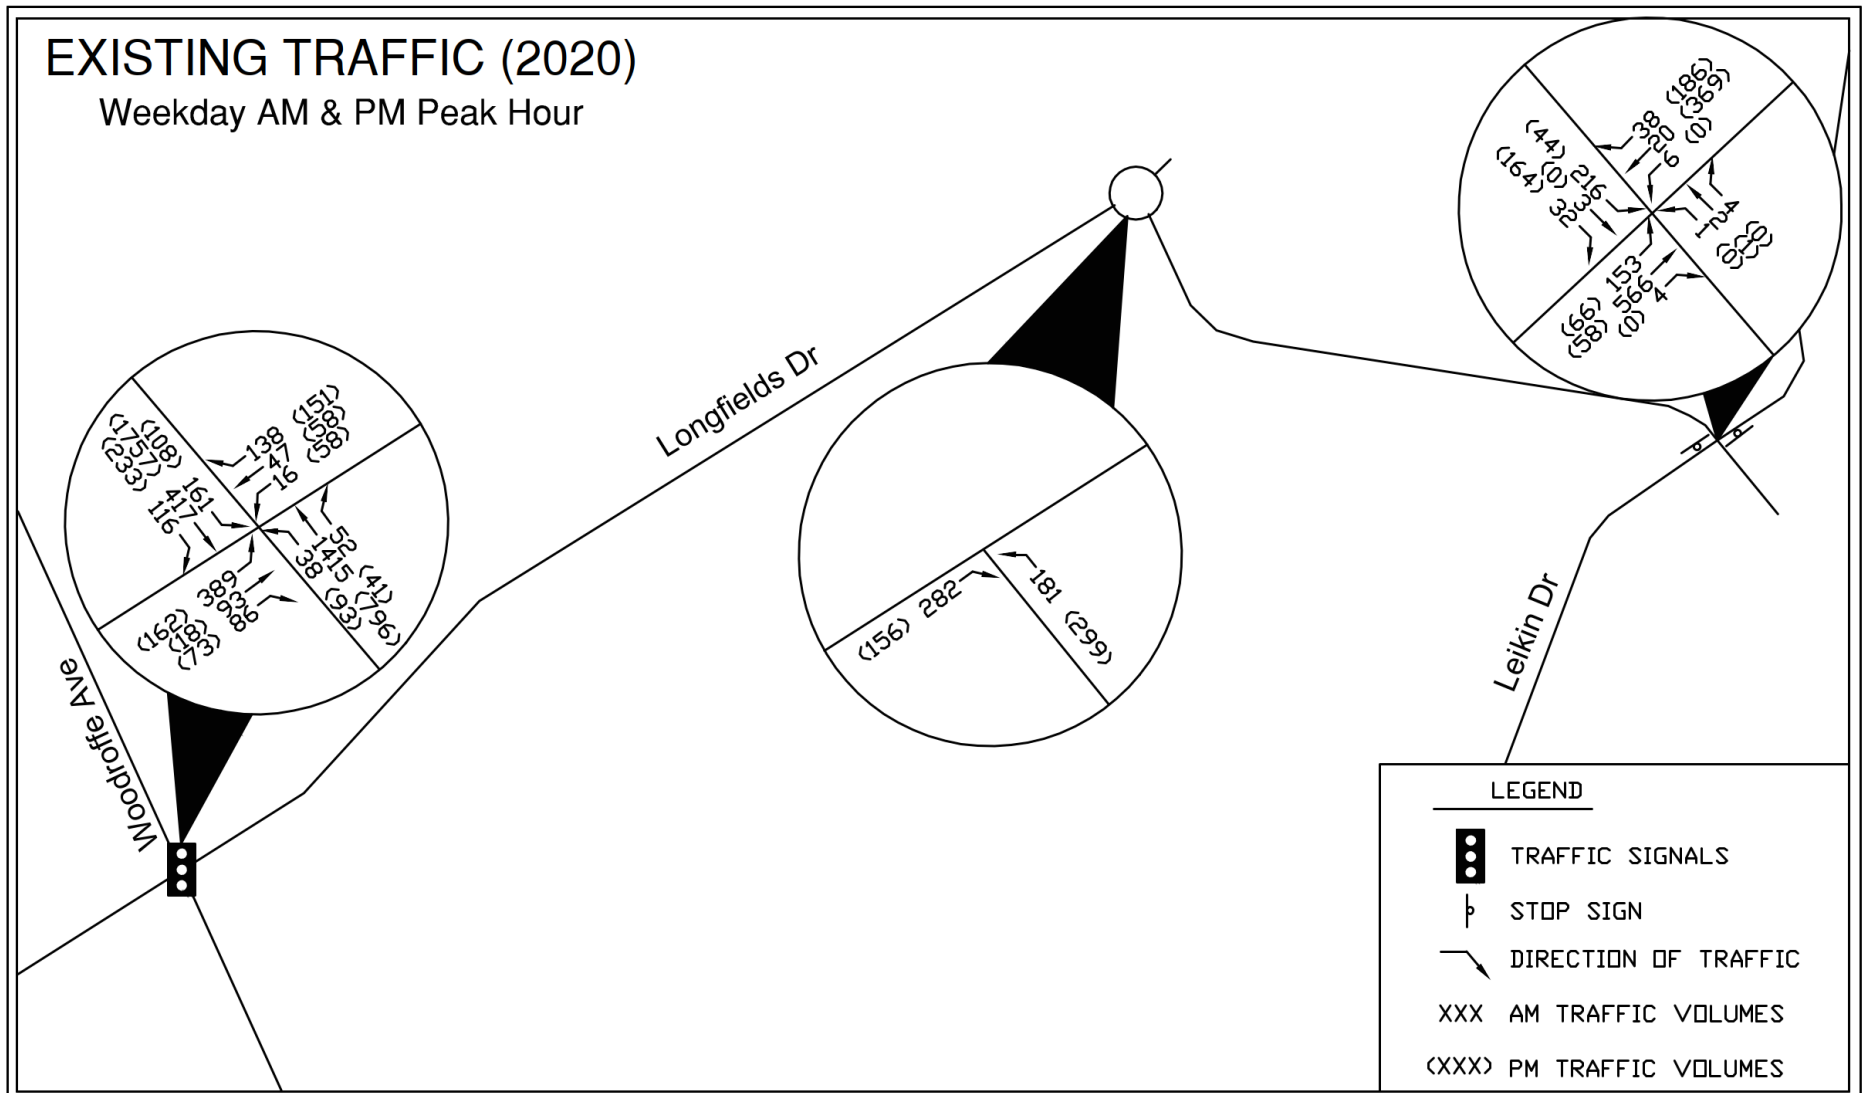 EXISTING TRAFFIC (2020)
Weekday AM & PM Peak Hour
38 (186)
20 (369)
6 (0)
(44) 216
(0) 3
(164) 32
4 (0)
2 (1)
1 (0)
(66) 153
(58) 566
(0) 4
Longfields Dr
138 (151)
47 (58)
16 (58)
(108) 161
(1757) 417
(233) 116
52 (41)
1415 (796)
38 (93)
(162) 389
(18) 93
(73) 86
(156) 282
181 (299)
Woodroffe Ave
Leikin Dr
LEGEND
TRAFFIC SIGNALS
STOP SIGN
DIRECTION OF TRAFFIC
XXX AM TRAFFIC VOLUMES
(XXX) PM TRAFFIC VOLUMES